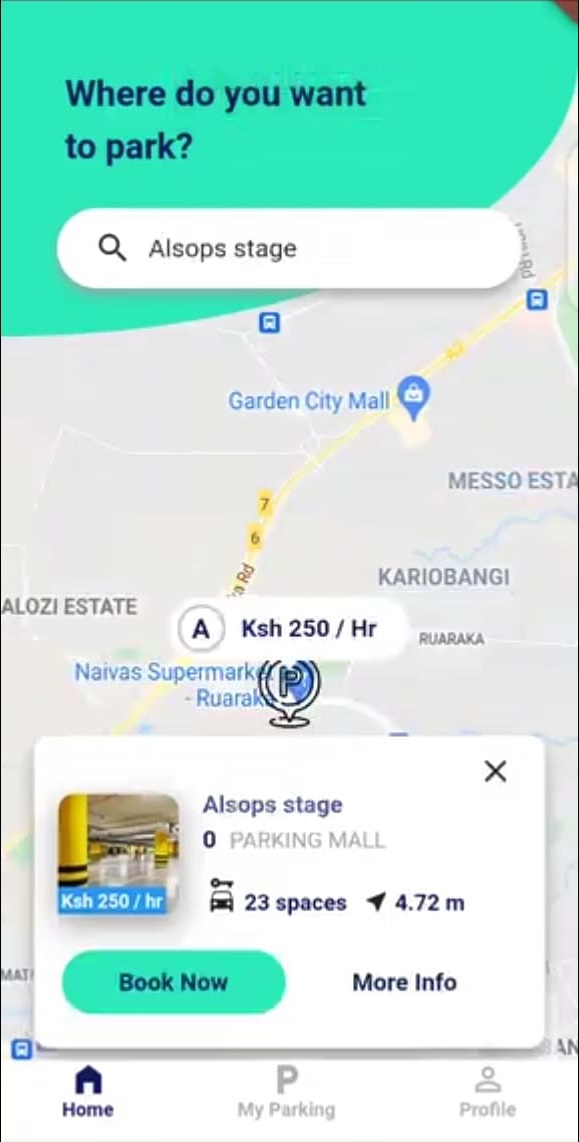 Where do you want
to park?
Alsops stage
A2
Garden City Mall
7
MESSO ESTA
6
KARIOBANGI
ALOZI ESTATE
A Ksh 250 / Hr
RUARAKA
Naivas Supermarket
- Ruaraka
P
Alsops stage
0 PARKING MALL
Ksh 250 / hr
23 spaces 4.72 m
Book Now More Info
Home My Parking Profile